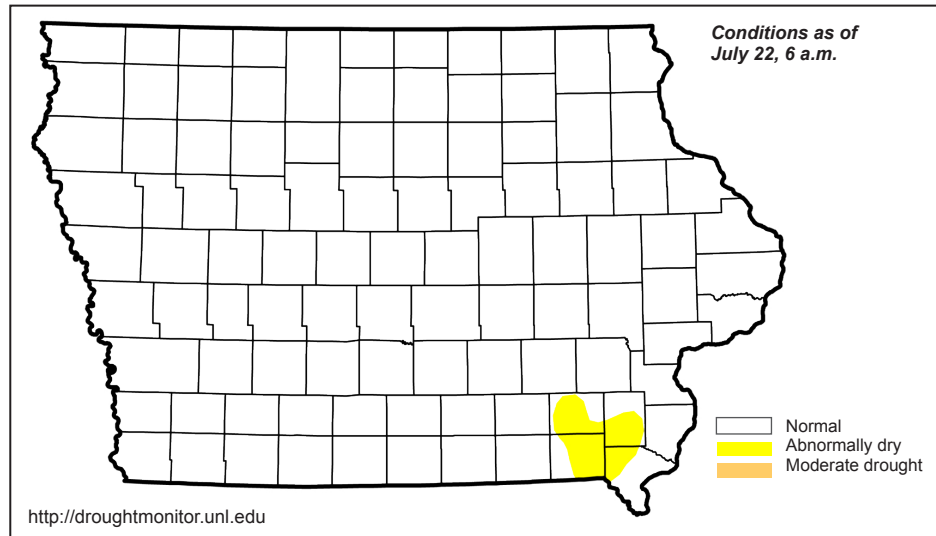 Conditions as of
July 22, 6 a.m.
Normal
Abnormally dry
Moderate drought
http://droughtmonitor.unl.edu